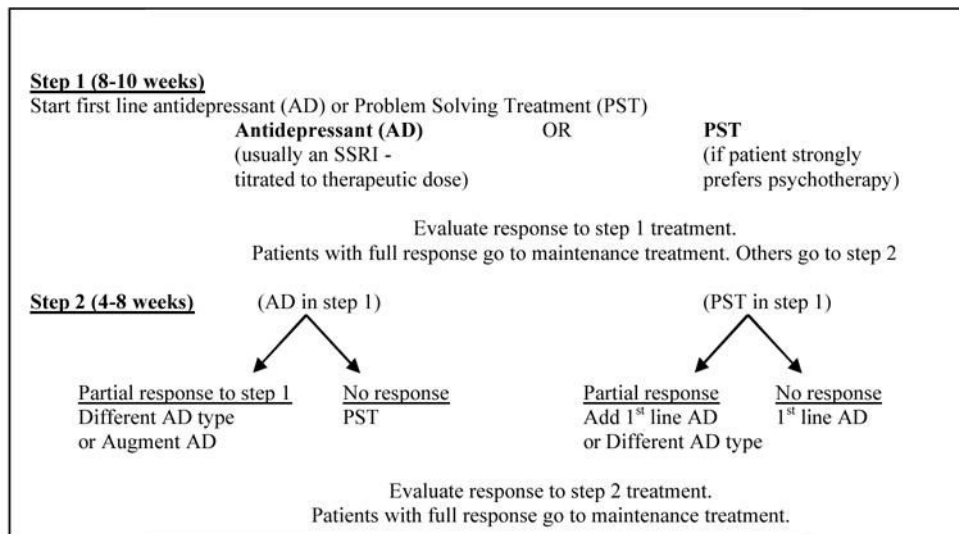 Step 1 (8-10 weeks)
Start first line antidepressant (AD) or Problem Solving Treatment (PST)
Antidepressant (AD) OR PST
(usually an SSRI - (if patient strongly
titrated to therapeutic dose) prefers psychotherapy)
Evaluate response to step 1 treatment.
Patients with full response go to maintenance treatment. Others go to step 2
Step 2 (4-8 weeks) (AD in step 1) (PST in step 1)
Partial response to step 1 No response Partial response No response
Different AD type PST Add 1st line AD 1st line AD
or Augment AD or Different AD type
Evaluate response to step 2 treatment.
Patients with full response go to maintenance treatment.